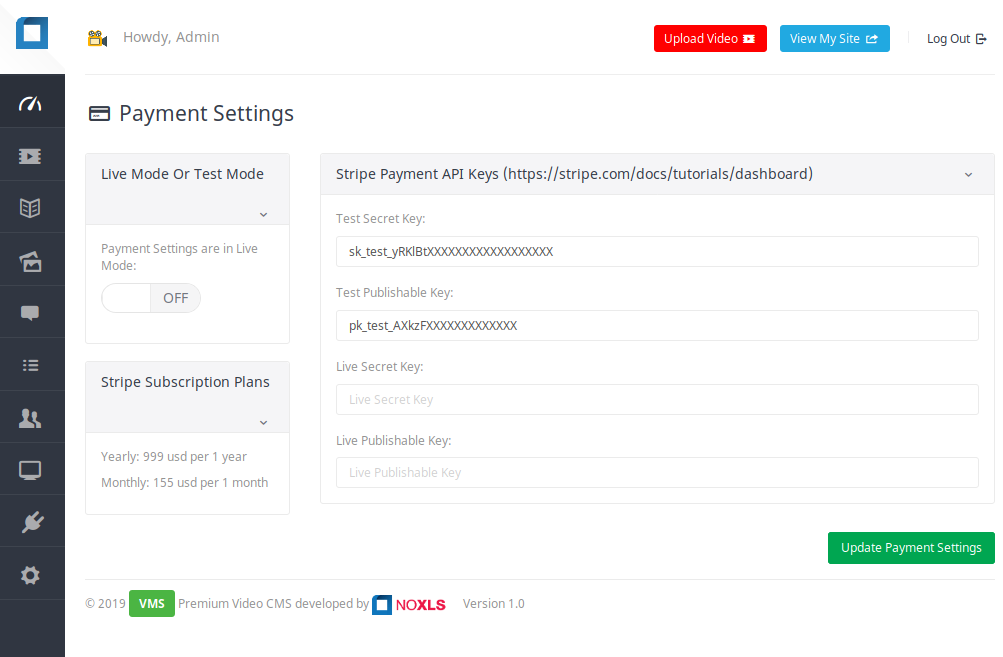 Howdy, Admin
Upload Video
View My Site
Log Out
Payment Settings
Live Mode Or Test Mode
Payment Settings are in Live
Mode:
OFF
Stripe Subscription Plans
Yearly: 999 usd per 1 year
Monthly: 155 usd per 1 month
Stripe Payment API Keys (https://stripe.com/docs/tutorials/dashboard)
Test Secret Key:
sk_test_yRKlBtXXXXXXXXXXXXXXXXXX
Test Publishable Key:
pk_test_AXkzFXXXXXXXXXXXXX
Live Secret Key:
Live Secret Key
Live Publishable Key:
Live Publishable Key
Update Payment Settings
© 2019 VMS Premium Video CMS developed by NOXLS Version 1.0